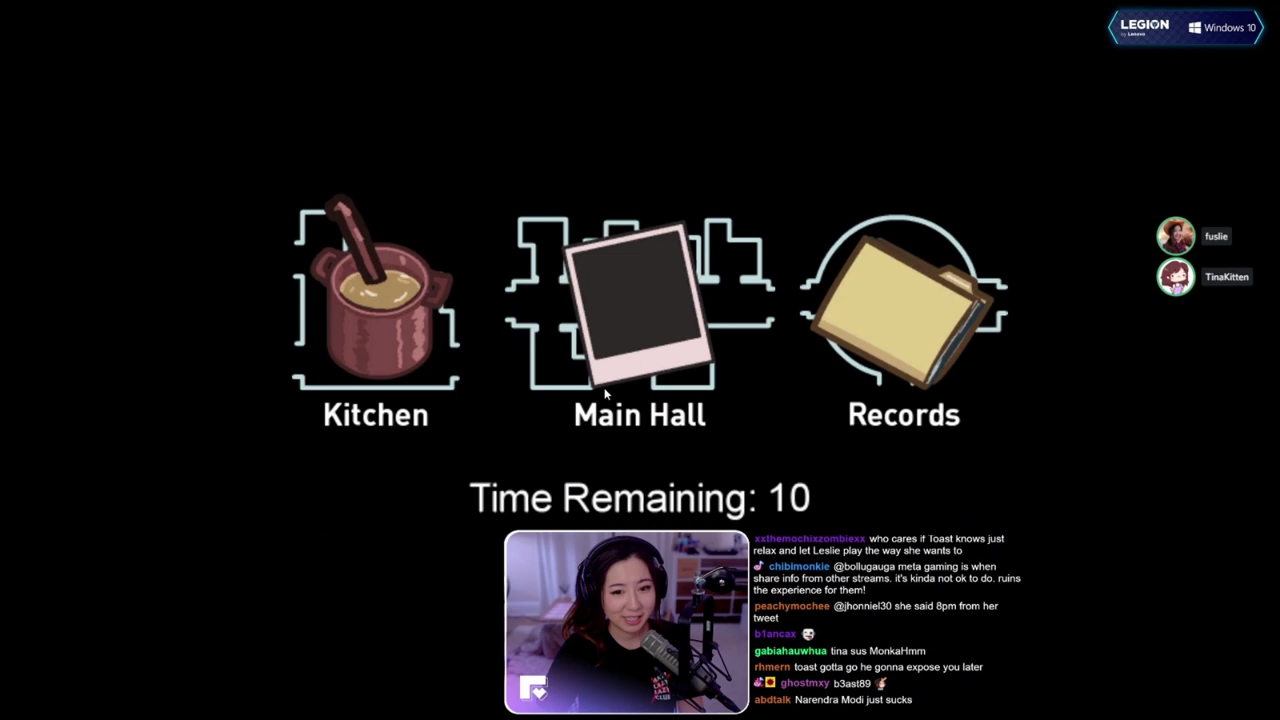 LEGION
by Lenovo
Windows 10
fuslie
TinaKitten
Kitchen
Main Hall
Records
Time Remaining: 10
xxthemochixzombiexx who cares if Toast knows just
relax and let Leslie play the way she wants to
chibimonkie @bollugauga meta gaming is when
share info from other streams. it's kinda not ok to do. ruins
the experience for them!
peachymochee @jhonniel30 she said 8pm from her
tweet
b1ancax
gabiahauwhua tina sus MonkaHmm
rhmern toast gotta go he gonna expose you later
ghostmxy b3ast89
abdtalk Narendra Modi just sucks